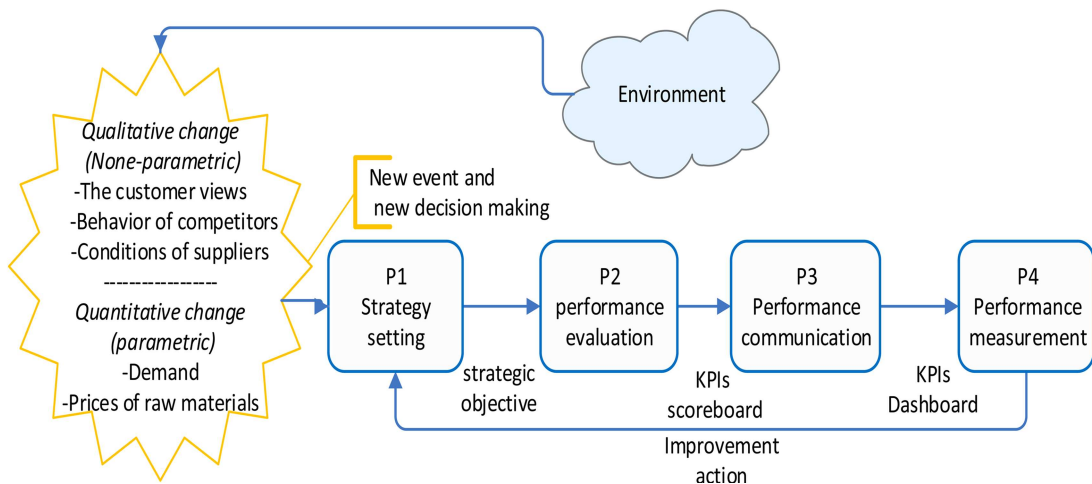 Environment
Qualitative change
(None-parametric)
-The customer views
-Behavior of competitors
-Conditions of suppliers
------------------
Quantitative change
(parametric)
-Demand
-Prices of raw materials
New event and
new decision making
P1
Strategy
setting
P2
performance
evaluation
P3
Performance
communication
P4
Performance
measurement
strategic
objective
KPIs
scoreboard
KPIs
Dashboard
Improvement
action